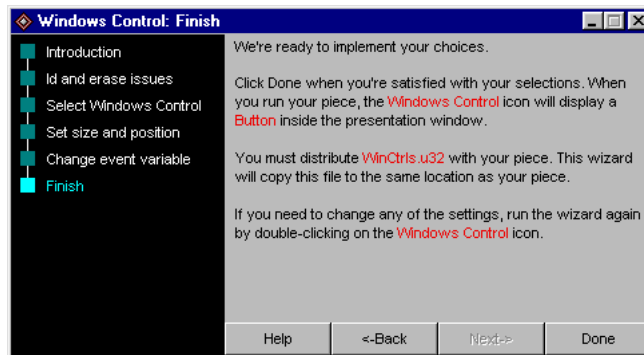 Windows Control: Finish
Introduction
Id and erase issues
Select Windows Control
Set size and position
Change event variable
Finish
We're ready to implement your choices.
Click Done when you're satisfied with your selections. When
you run your piece, the Windows Control icon will display a
Button inside the presentation window.
You must distribute WinCtrls.u32 with your piece. This wizard
will copy this file to the same location as your piece.
If you need to change any of the settings, run the wizard again
by double-clicking on the Windows Control icon.
Help
<-Back
Next->
Done